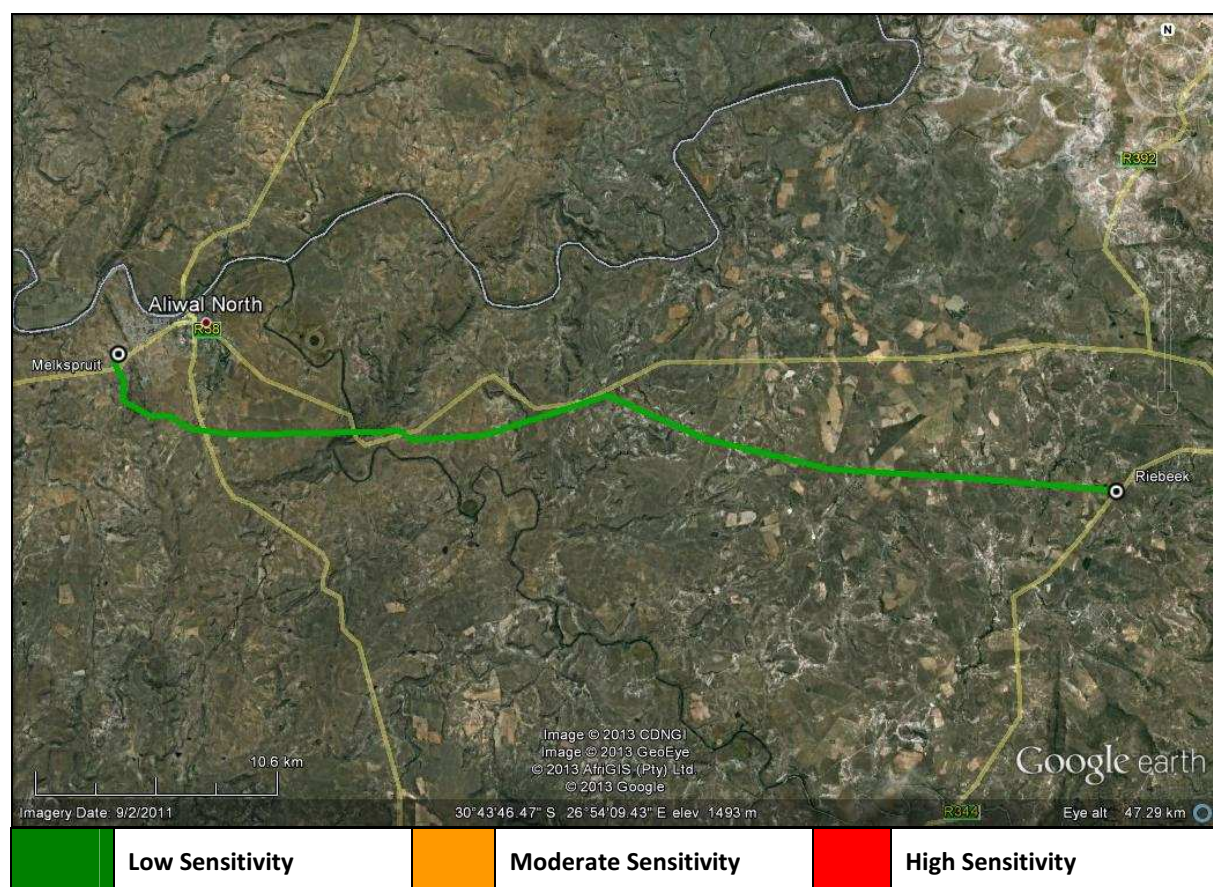 N
R392
Aliwal North
R58
Melkspruit
Riebeek
10.6 km
Image © 2013 CDNGI
Image © 2013 GeoEye
© 2013 AfriGIS (Pty) Ltd.
© 2013 Google
Google earth
Imagery Date: 9/2/2011
30°43'46.47" S 26°54'09.43" E elev 1493 m
R344
Eye alt 47.29 km
Low Sensitivity
Moderate Sensitivity
High Sensitivity